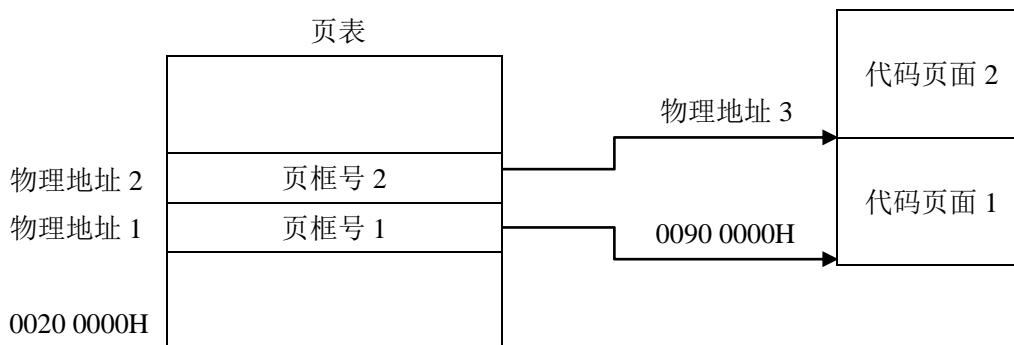 页表
代码页面 2
物理地址 3
物理地址 2
页框号 2
代码页面 1
物理地址 1
页框号 1
0090 0000H
0020 0000H